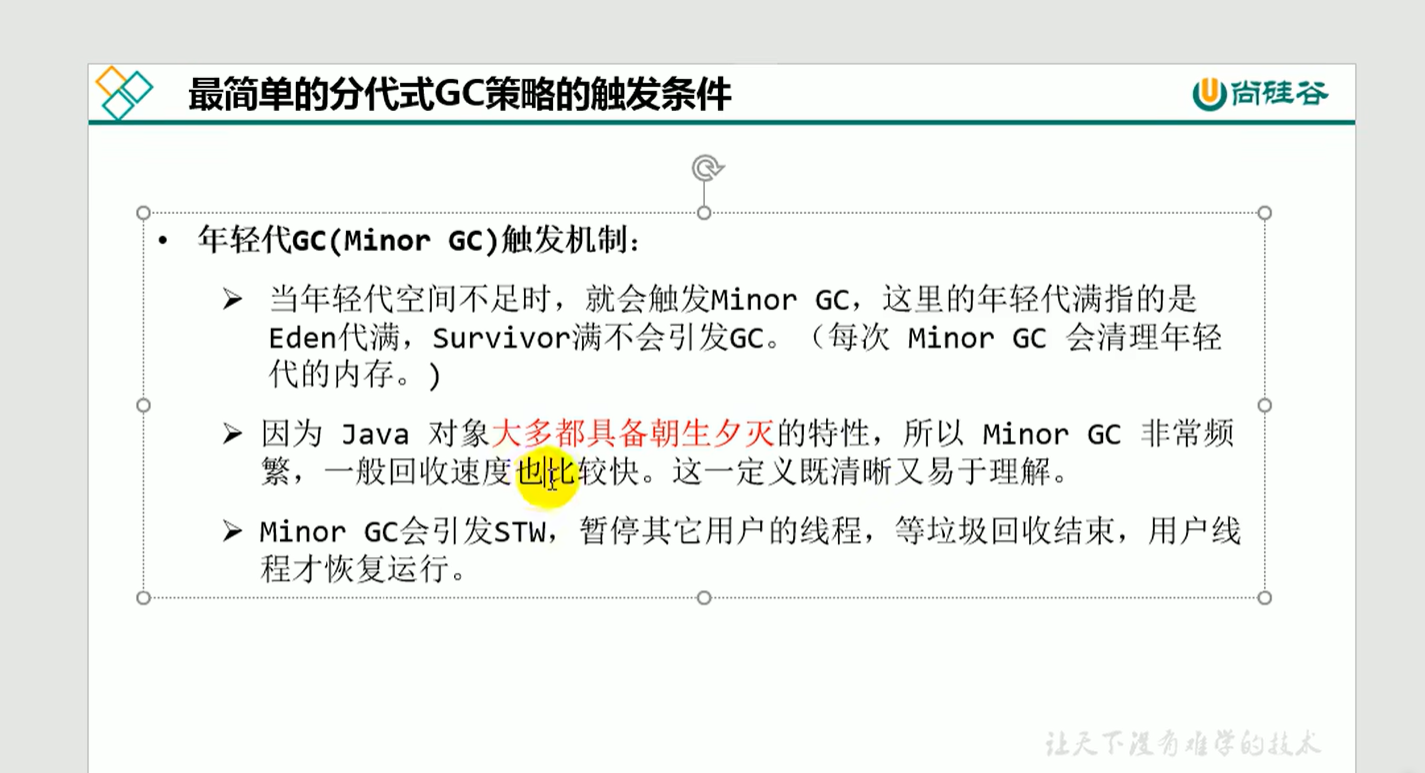 最简单的分代式GC策略的触发条件
尚硅谷
• 年轻代GC(Minor GC)触发机制:
➢ 当年轻代空间不足时，就会触发Minor GC，这里的年轻代满指的是
Eden代满，Survivor满不会引发GC。（每次 Minor GC 会清理年轻
代的内存。)
➢ 因为 Java 对象大多都具备朝生夕灭的特性，所以 Minor GC 非常频
繁，一般回收速度也比较快。这一定义既清晰又易于理解。
➢ Minor GC会引发STW，暂停其它用户的线程，等垃圾回收结束，用户线
程才恢复运行。
让天下没有难学的技术